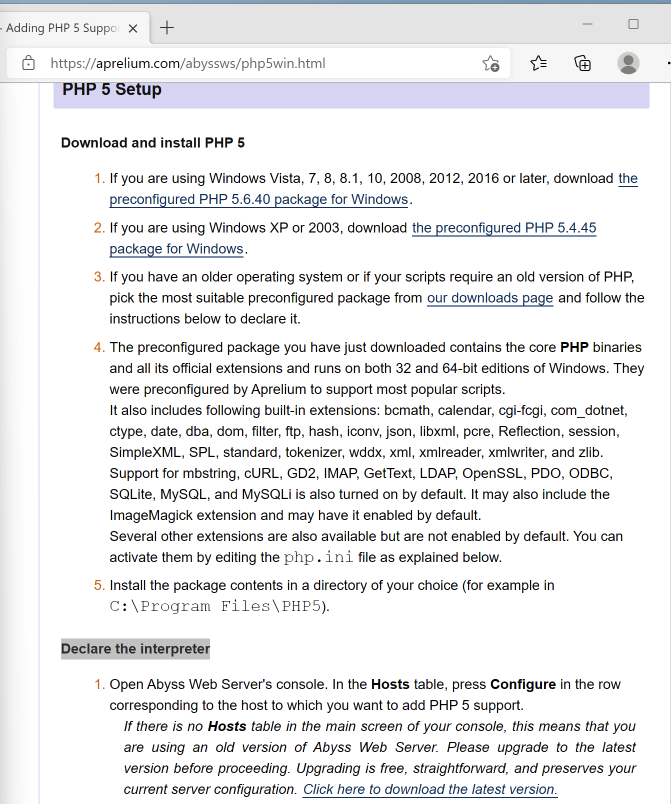 - Adding PHP 5 Suppo
https://aprelium.com/abyssws/php5win.html
PHP 5 Setup
Download and install PHP 5
1. If you are using Windows Vista, 7, 8, 8.1, 10, 2008, 2012, 2016 or later, download the
preconfigured PHP 5.6.40 package for Windows.
2. If you are using Windows XP or 2003, download the preconfigured PHP 5.4.45
package for Windows.
3. If you have an older operating system or if your scripts require an old version of PHP,
pick the most suitable preconfigured package from our downloads page and follow the
instructions below to declare it.
4. The preconfigured package you have just downloaded contains the core PHP binaries
and all its official extensions and runs on both 32 and 64-bit editions of Windows. They
were preconfigured by Aprelium to support most popular scripts.
It also includes following built-in extensions: bcmath, calendar, cgi-fcgi, com_dotnet,
ctype, date, dba, dom, filter, ftp, hash, iconv, json, libxml, pcre, Reflection, session,
SimpleXML, SPL, standard, tokenizer, wddx, xml, xmlreader, xmlwriter, and zlib.
Support for mbstring, cURL, GD2, IMAP, GetText, LDAP, OpenSSL, PDO, ODBC,
SQLite, MySQL, and MySQLi is also turned on by default. It may also include the
ImageMagick extension and may have it enabled by default.
Several other extensions are also available but are not enabled by default. You can
activate them by editing the php.ini file as explained below.
5. Install the package contents in a directory of your choice (for example in
C:\Program Files\PHP5).
Declare the interpreter
1. Open Abyss Web Server's console. In the Hosts table, press Configure in the row
corresponding to the host to which you want to add PHP 5 support.
If there is no Hosts table in the main screen of your console, this means that you
are using an old version of Abyss Web Server. Please upgrade to the latest
version before proceeding. Upgrading is free, straightforward, and preserves your
current server configuration. Click here to download the latest version.